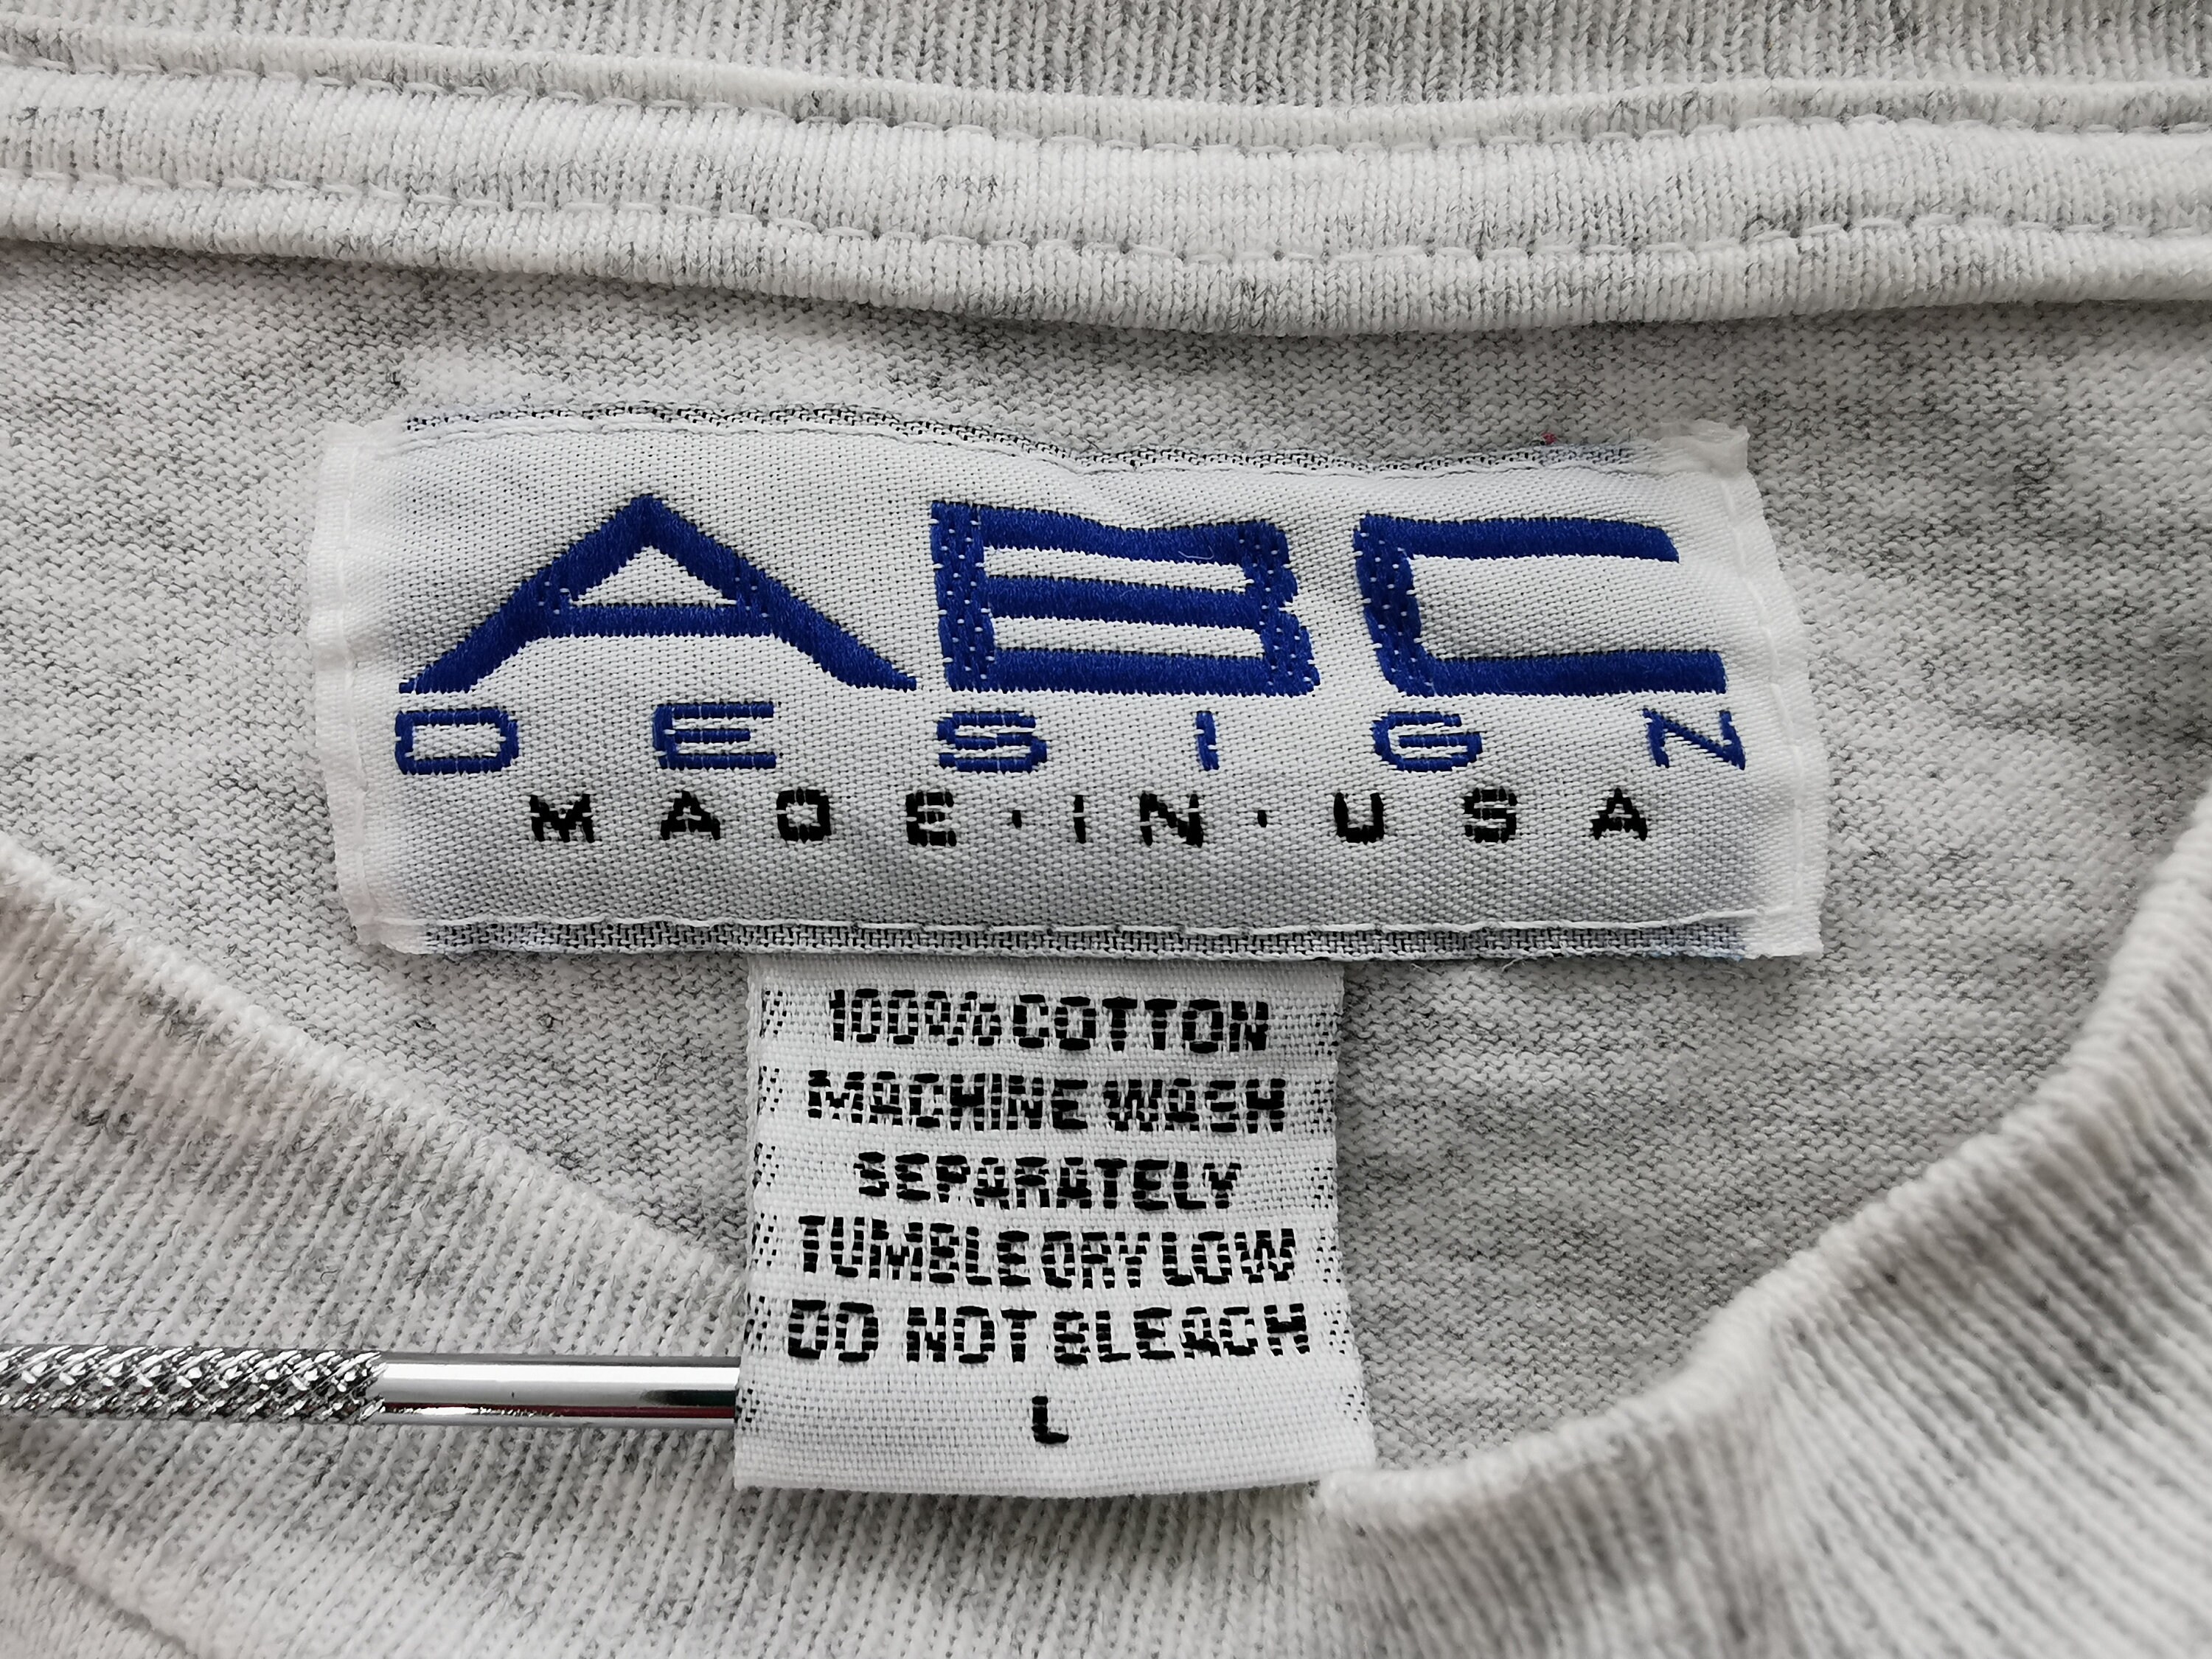 ABC
DESIGN
MADE·IN·USA
100% COTTON
MACHINE WASH
SEPARATELY
TUMBLE DRY LOW
DO NOT BLEACH
L